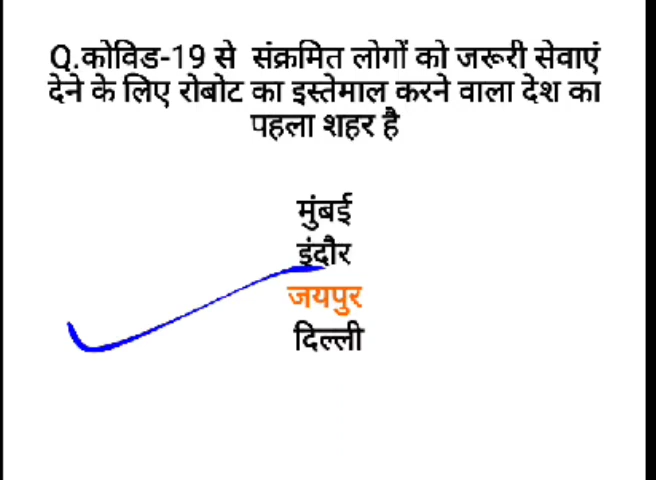 Q.कोविड-19 से संक्रमित लोगों को जरूरी सेवाएं
देने के लिए रोबोट का इस्तेमाल करने वाला देश का
पहला शहर है
मुंबई
इंदौर
जयपुर
दिल्ली